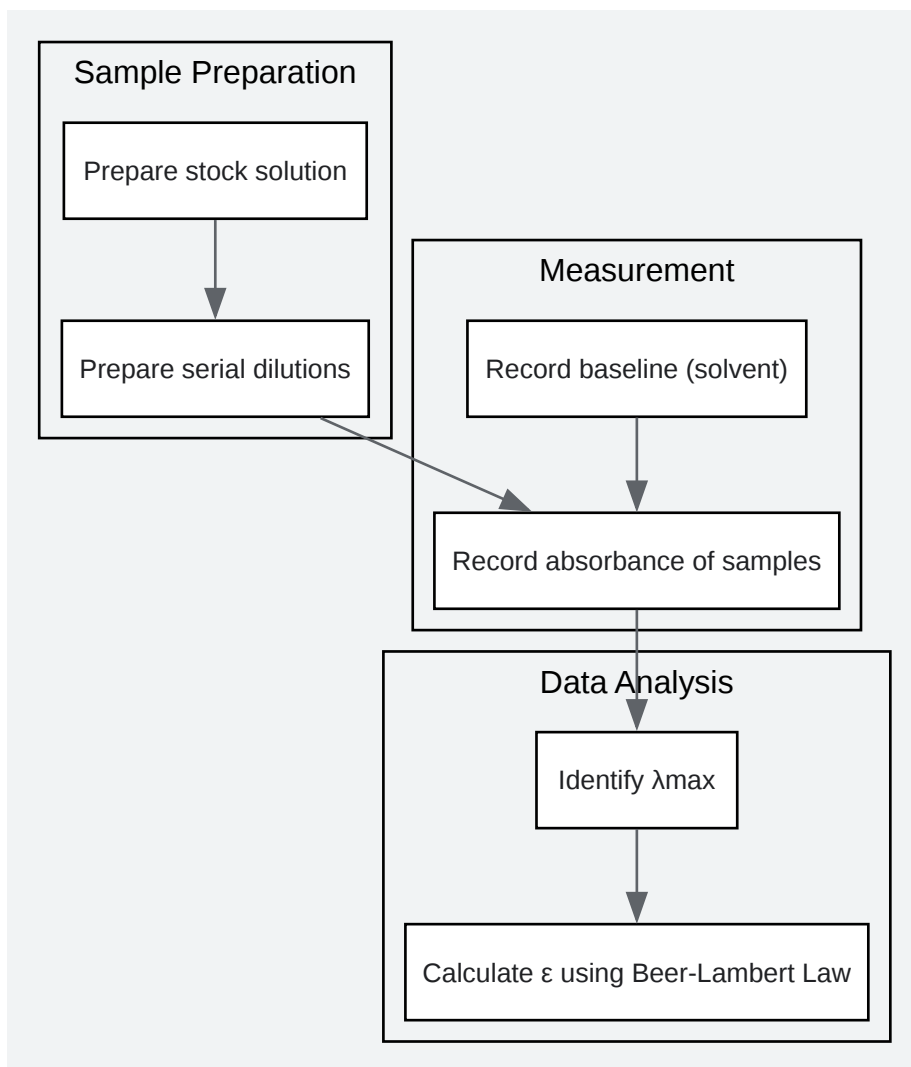 Sample Preparation
Prepare stock solution
Prepare serial dilutions
Measurement
Record baseline (solvent)
Record absorbance of samples
Data Analysis
Identify λmax
Calculate ε using Beer-Lambert Law